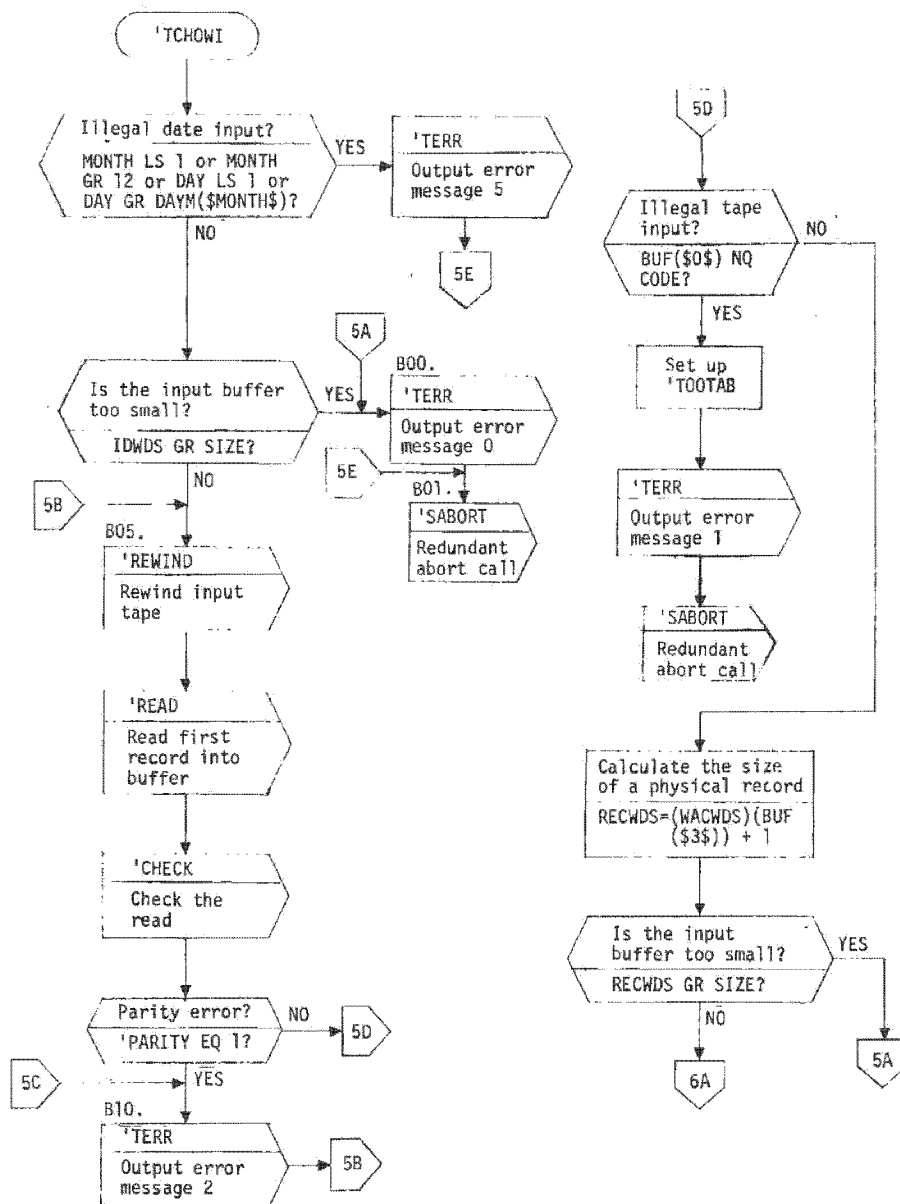 'TCHOWI
Illegal date input?
MONTH LS 1 or MONTH
GR 12 or DAY LS 1 or
DAY GR DAYM($MONTH$)?
YES
NO
'TERR
Output error
message 5
5E
Is the input buffer
too small?
IDWDS GR SIZE?
YES
NO
5A
B00.
'TERR
Output error
message 0
5E
B01.
'SABORT
Redundant
abort call
5B
B05.
'REWIND
Rewind input
tape
'READ
Read first
record into
buffer
'CHECK
Check the
read
Parity error?
'PARITY EQ 1?
NO
5D
YES
5C
B10.
'TERR
Output error
message 2
5B
5D
Illegal tape
input?
BUF($0$) NQ
CODE?
NO
YES
Set up
'TOOTAB
'TERR
Output error
message 1
'SABORT
Redundant
abort call
Calculate the size
of a physical record
RECWDS=(WACWDS)(BUF
($3$)) + 1
Is the input
buffer too small?
RECWDS GR SIZE?
YES
NO
6A
5A